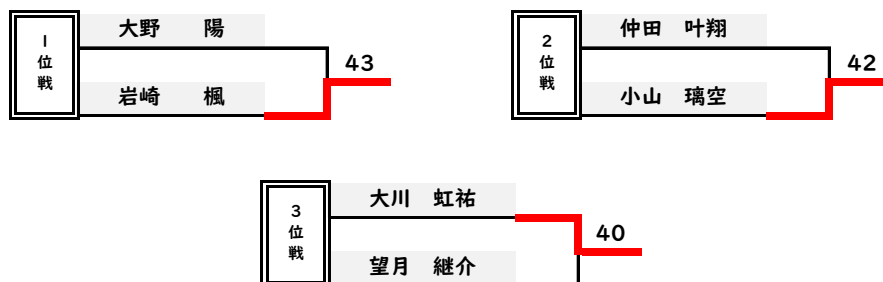 1位戦
大野　陽
43
岩崎　楓
2位戦
仲田　叶翔
42
小山　璃空
3位戦
大川　虹祐
40
望月　継介